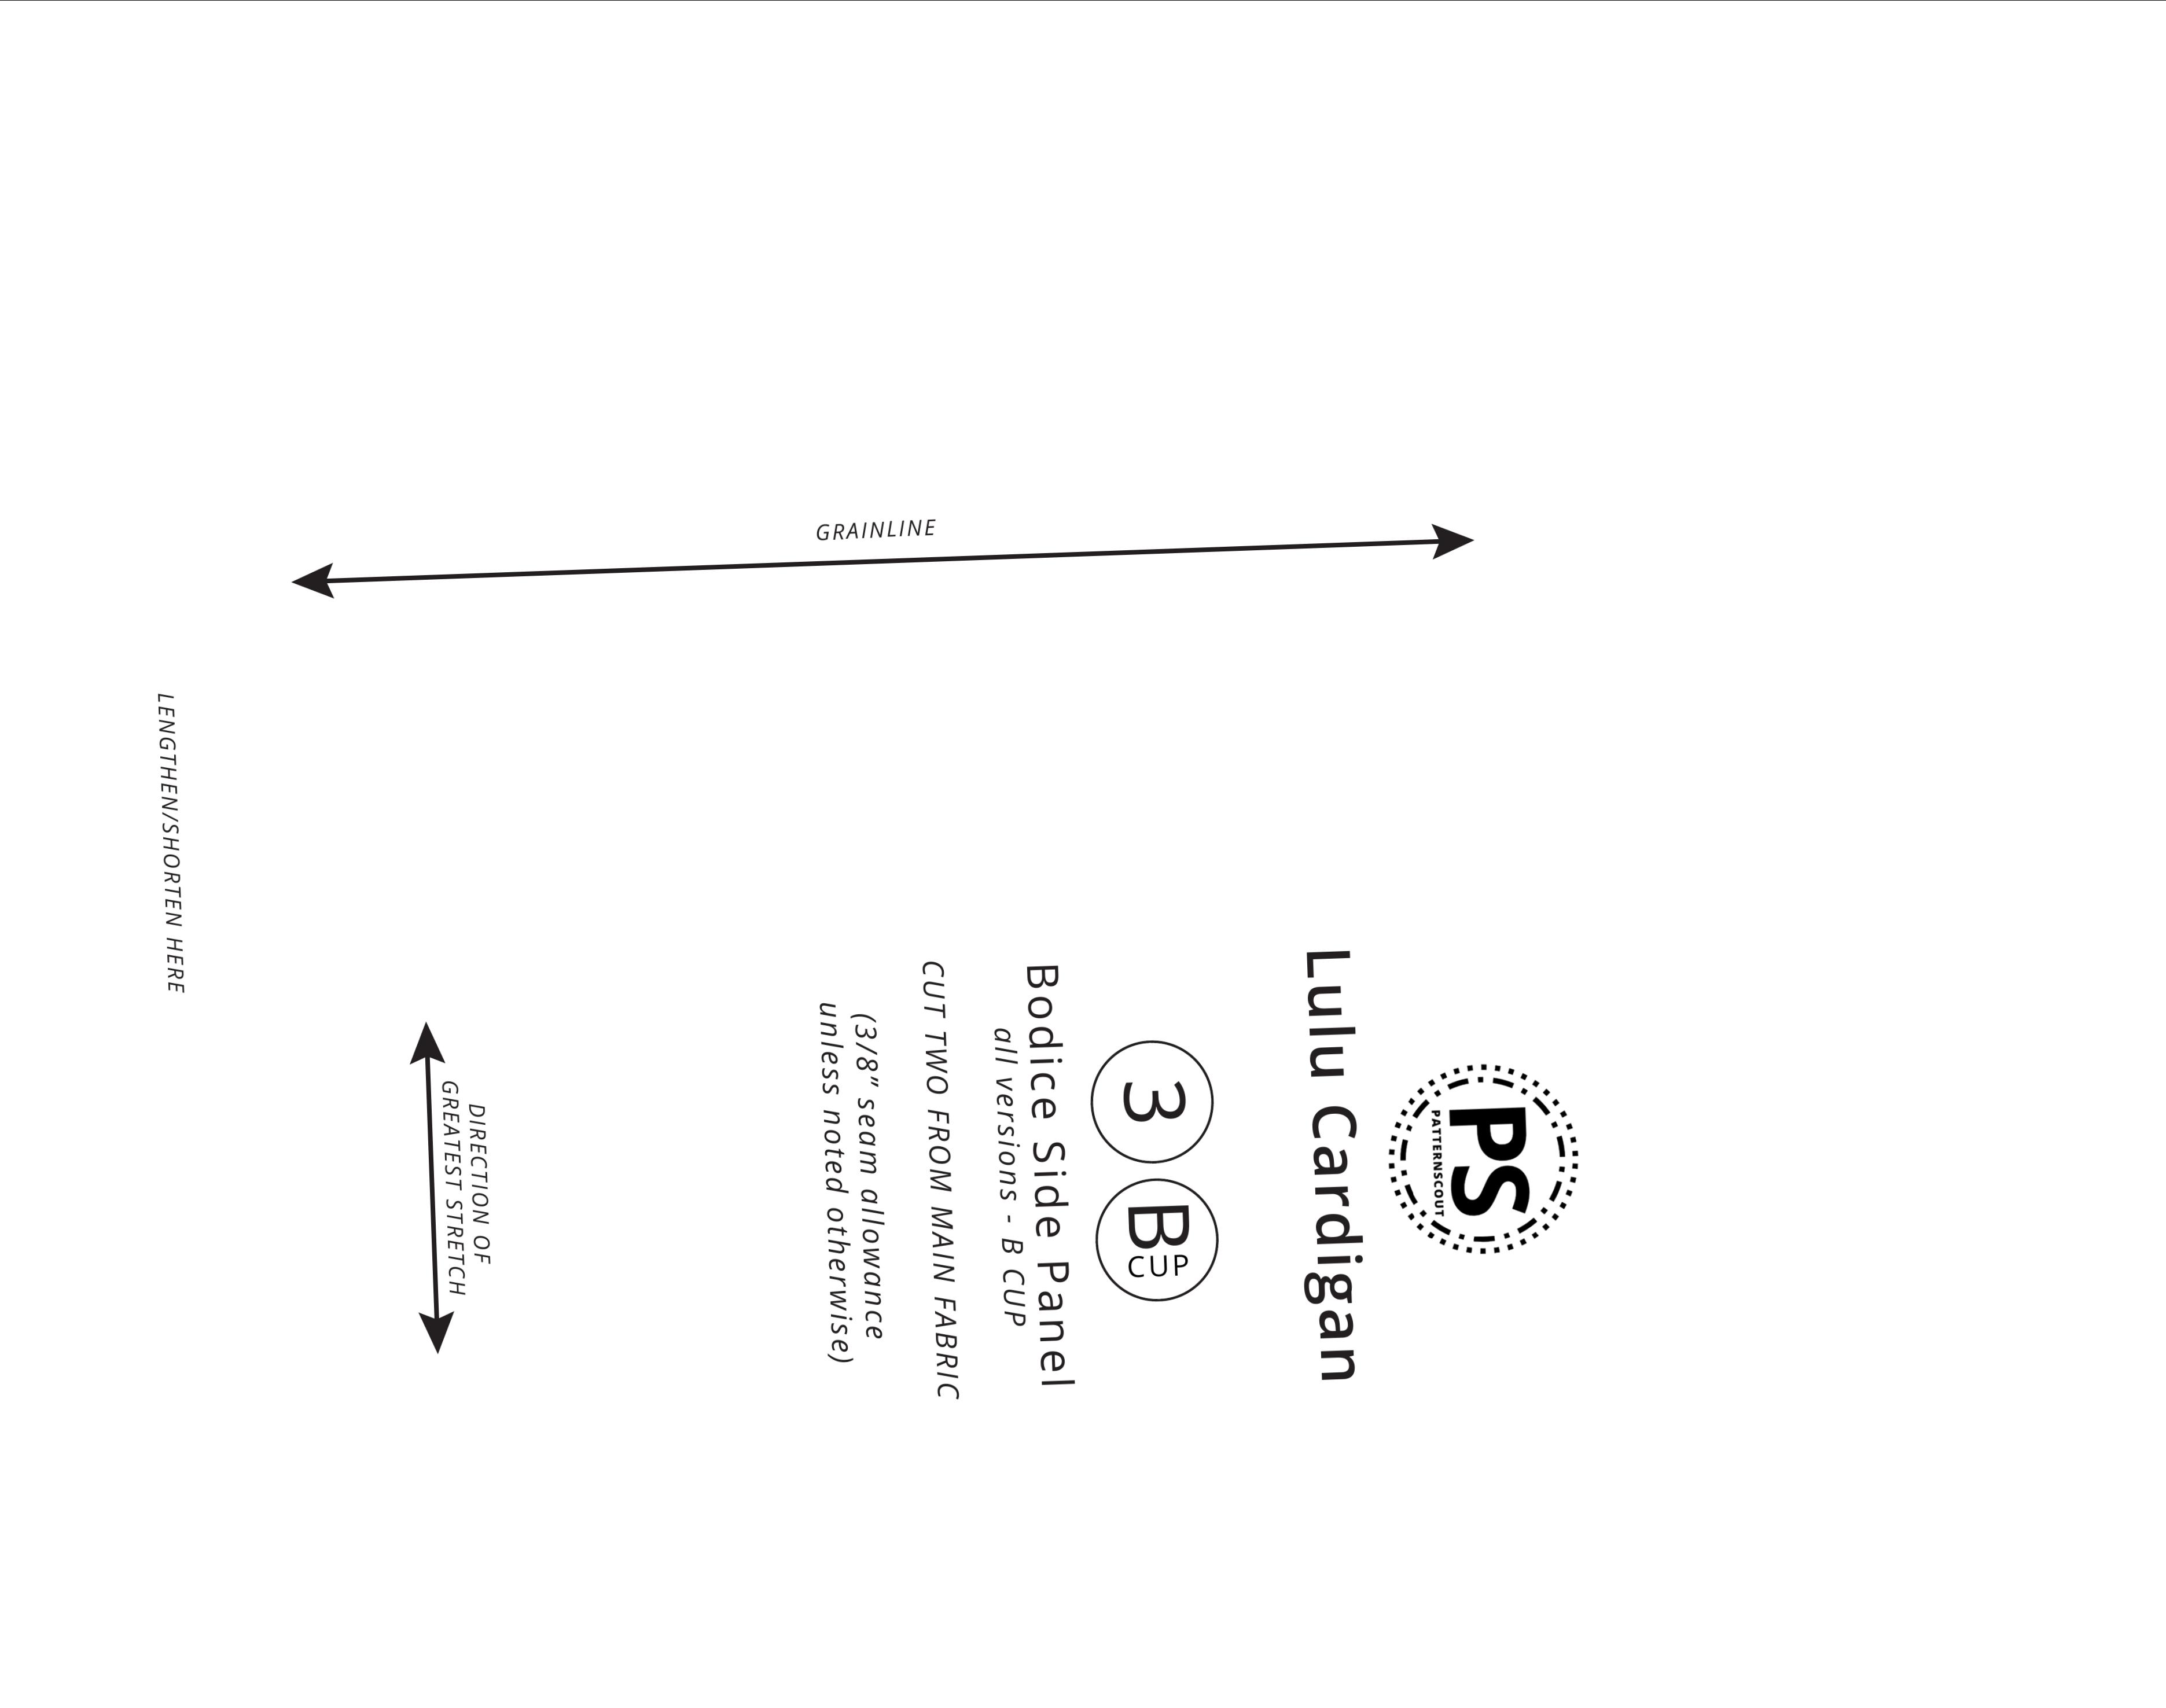 GRAINLINE
PS
PATTERNSCOUT
Lulu Cardigan
3
B
CUP
Bodice Side Panel
all versions - B CUP
CUT TWO FROM MAIN FABRIC
(3/8" seam allowance
unless noted otherwise)
DIRECTION OF
GREATEST STRETCH
LENGTHEN/SHORTEN HERE